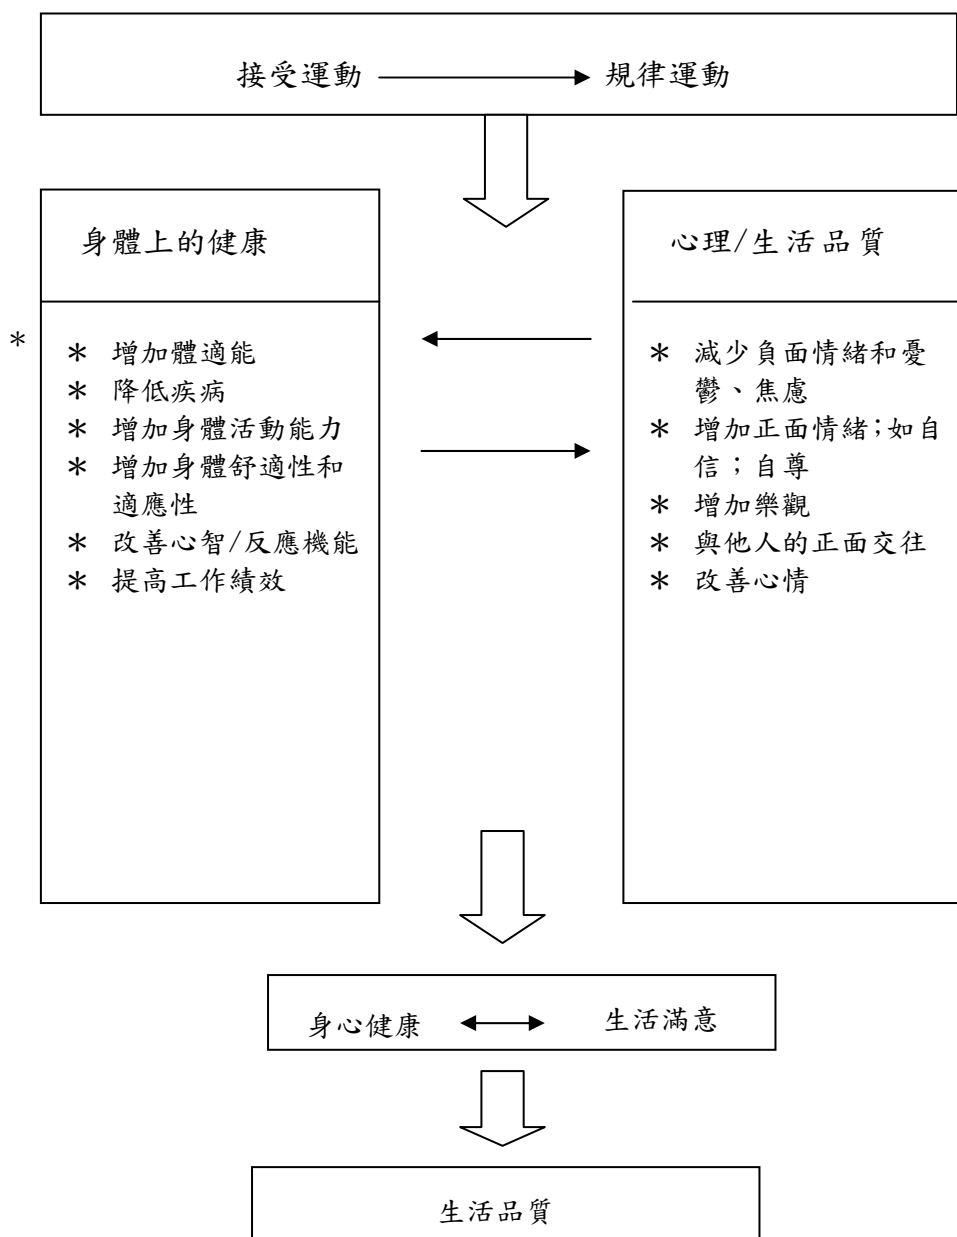 接受運動 規律運動
身體上的健康
*
* 增加體適能
* 降低疾病
* 增加身體活動能力
* 增加身體舒適性和
適應性
* 改善心智/反應機能
* 提高工作績效
心理/生活品質
* 減少負面情緒和憂
鬱、焦慮
* 增加正面情緒;如自
信;自尊
* 增加樂觀
* 與他人的正面交往
* 改善心情
身心健康 生活滿意
生活品質